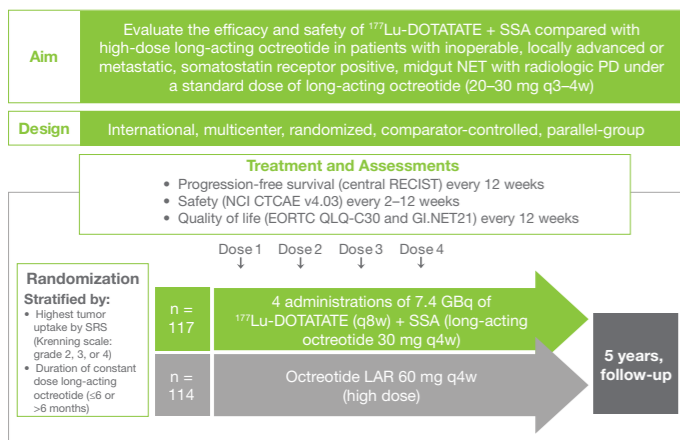 Aim
Evaluate the efficacy and safety of ¹⁷⁷Lu-DOTATATE + SSA compared with
high-dose long-acting octreotide in patients with inoperable, locally advanced or
metastatic, somatostatin receptor positive, midgut NET with radiologic PD under
a standard dose of long-acting octreotide (20–30 mg q3–4w)
Design
International, multicenter, randomized, comparator-controlled, parallel-group
Treatment and Assessments
• Progression-free survival (central RECIST) every 12 weeks
• Safety (NCI CTCAE v4.03) every 2–12 weeks
• Quality of life (EORTC QLQ-C30 and GI.NET21) every 12 weeks
Dose 1 Dose 2 Dose 3 Dose 4
↓ ↓ ↓ ↓
Randomization
Stratified by:
• Highest tumor
uptake by SRS
(Krenning scale:
grade 2, 3, or 4)
• Duration of constant
dose long-acting
octreotide (≤6 or
>6 months)
n =
117
4 administrations of 7.4 GBq of
¹⁷⁷Lu-DOTATATE (q8w) + SSA (long-acting
octreotide 30 mg q4w)
n =
114
Octreotide LAR 60 mg q4w
(high dose)
5 years,
follow-up